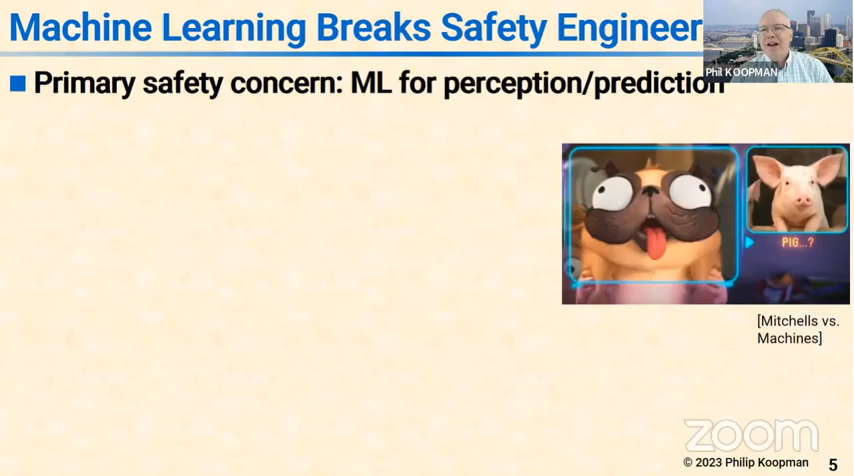 Machine Learning Breaks Safety Engineer
Phil KOOPMAN
Primary safety concern: ML for perception/prediction
PIG...?
[Mitchells vs.
Machines]
zoom
© 2023 Philip Koopman 5